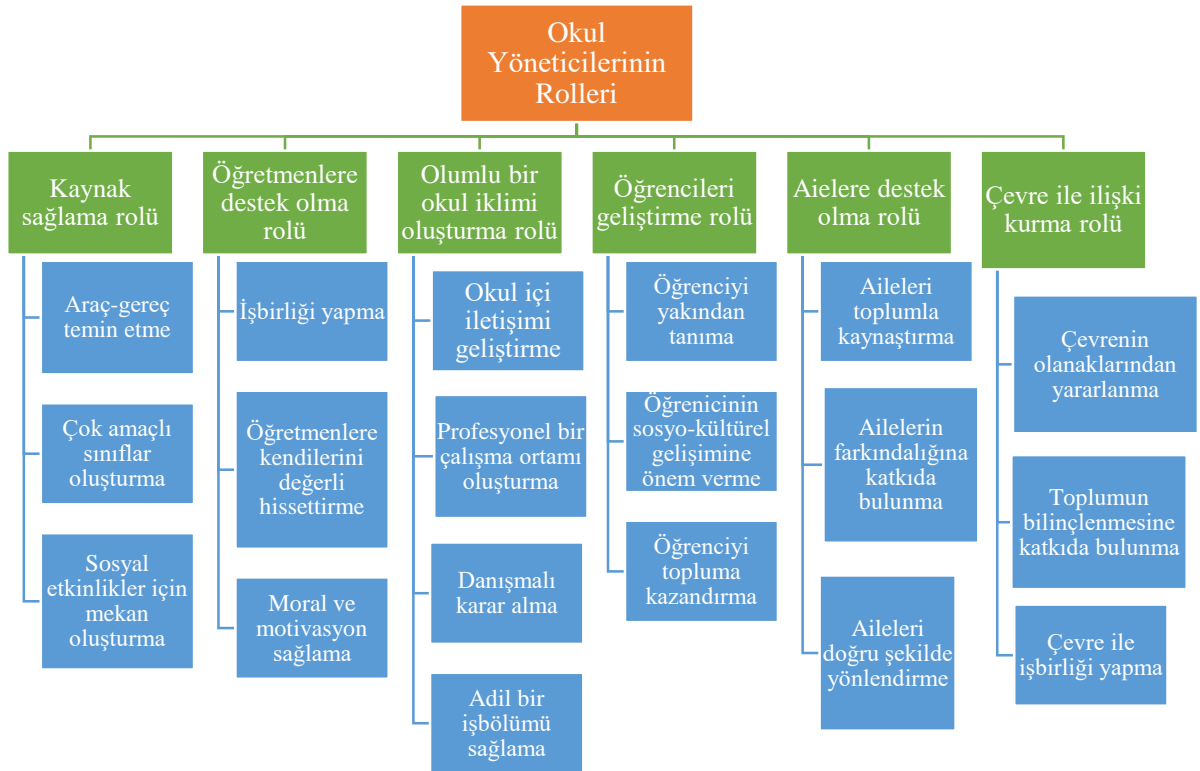 Okul
Yöneticilerinin
Rolleri
Kaynak
sağlama rolü
Araç-gereç
temin etme
Çok amaçlı
sınıflar
oluşturma
Sosyal
etkinlikler için
mekan
oluşturma
Öğretmenlere
destek olma
rolü
İşbirliği yapma
Öğretmenlere
kendilerini
değerli
hissettirme
Moral ve
motivasyon
sağlama
Olumlu bir
okul iklimi
oluşturma rolü
Okul içi
iletişimi
geliştirme
Profesyonel bir
çalışma ortamı
oluşturma
Danışmalı
karar alma
Adil bir
işbölümü
sağlama
Öğrencileri
geliştirme rolü
Öğrenciyi
yakından
tanıma
Öğrenicinin
sosyo-kültürel
gelişimine
önem verme
Öğrenciyi
topluma
kazandırma
Aielere destek
olma rolü
Aileleri
toplumla
kaynaştırma
Ailelerin
farkındalığına
katkıda
bulunma
Aileleri
doğru şekilde
yönlendirme
Çevre ile ilişki
kurma rolü
Çevrenin
olanaklarından
yararlanma
Toplumun
bilinçlenmesine
katkıda bulunma
Çevre ile
işbirliği yapma